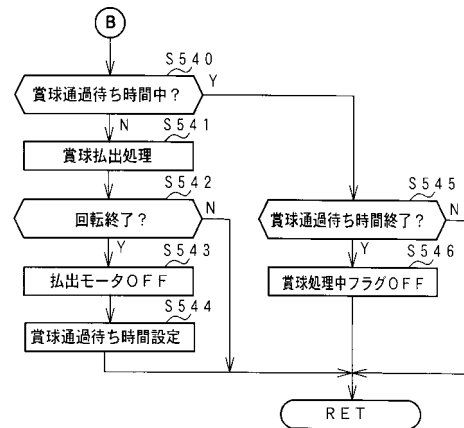 B
S540
賞球通過待ち時間中?
Y
N
S541
賞球払出処理
S542
回転終了?
N
Y
S543
払出モータOFF
S544
賞球通過待ち時間設定
S545
賞球通過待ち時間終了?
N
Y
S546
賞球処理中フラグOFF
RET